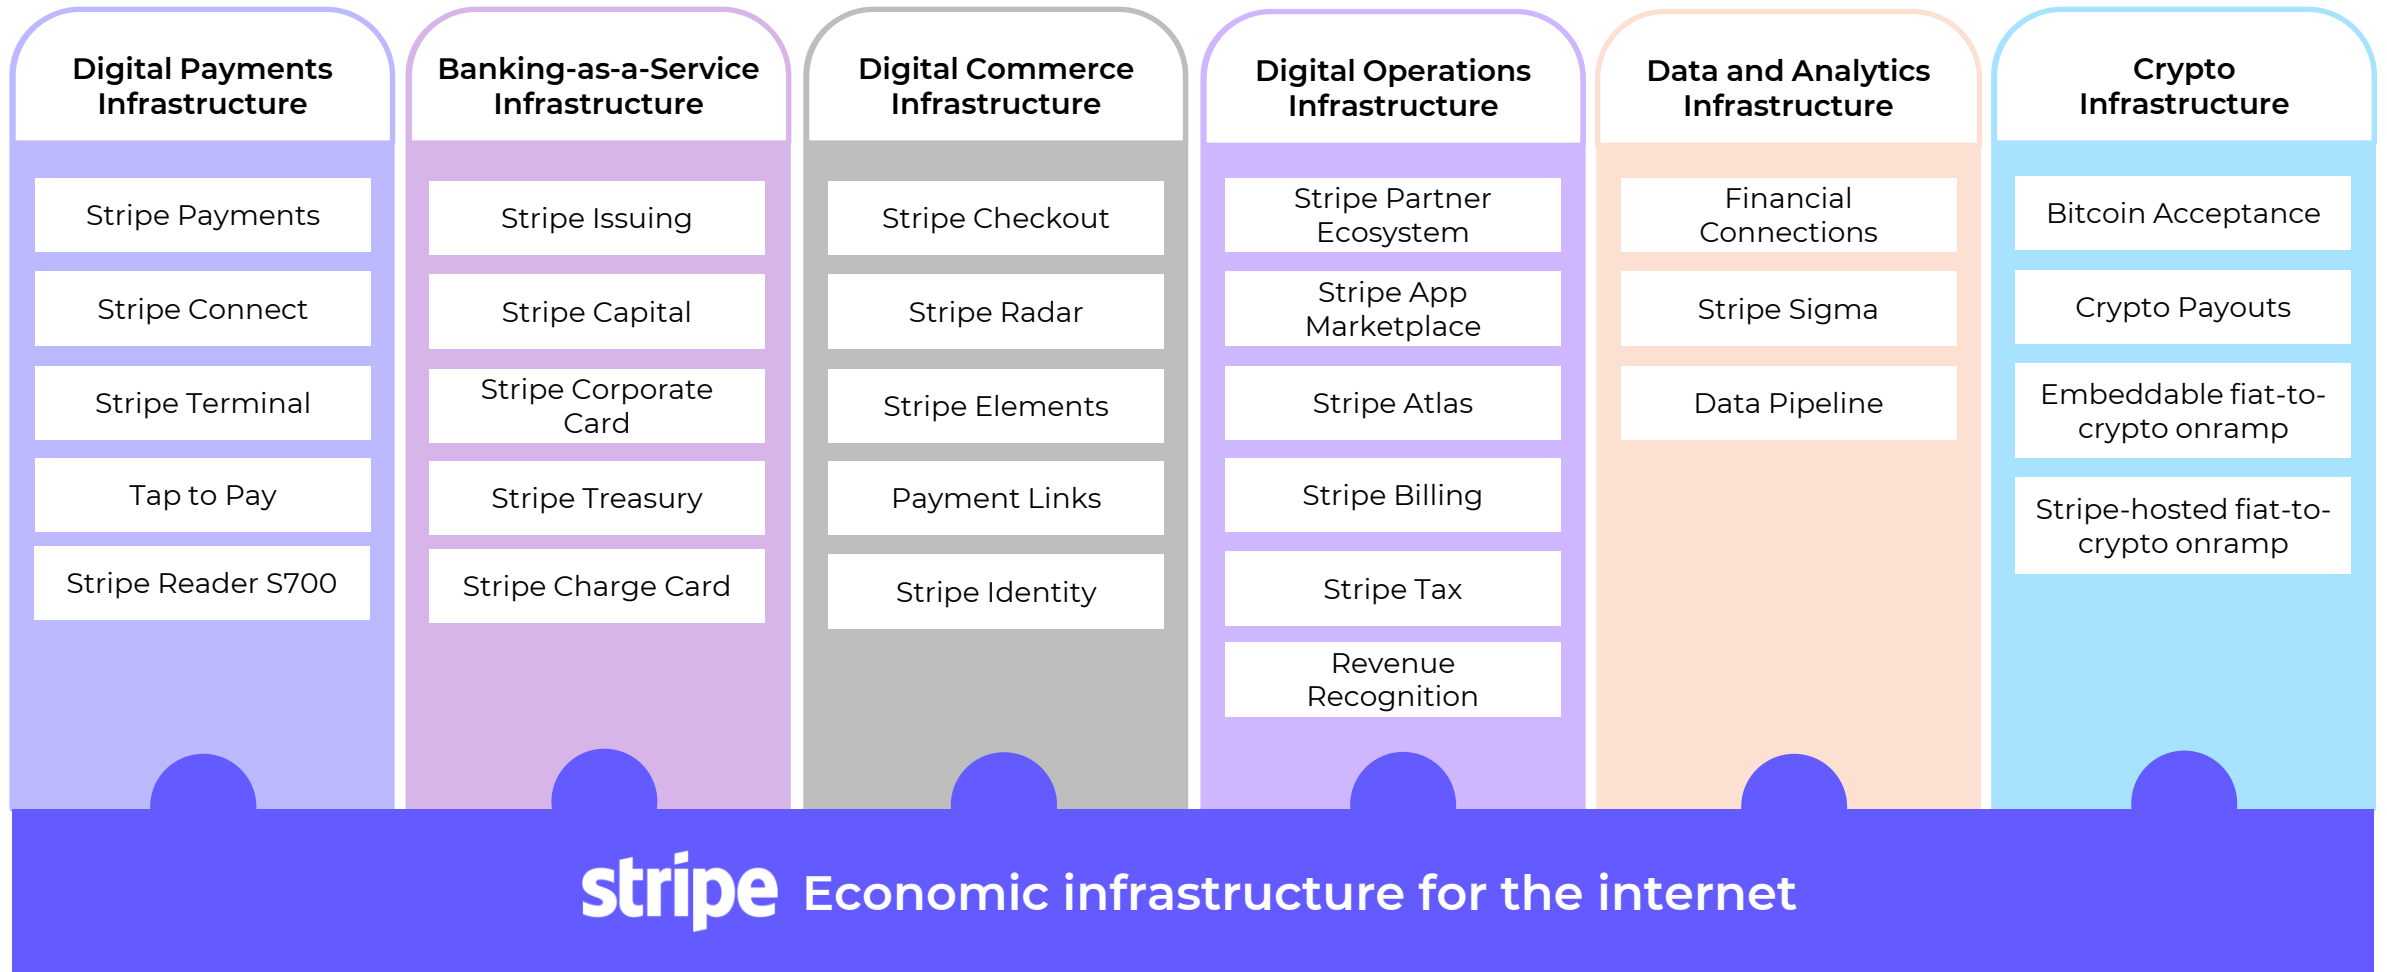 Digital Payments
Infrastructure
Stripe Payments
Stripe Connect
Stripe Terminal
Tap to Pay
Stripe Reader S700
Banking-as-a-Service
Infrastructure
Stripe Issuing
Stripe Capital
Stripe Corporate
Card
Stripe Treasury
Stripe Charge Card
Digital Commerce
Infrastructure
Stripe Checkout
Stripe Radar
Stripe Elements
Payment Links
Stripe Identity
Digital Operations
Infrastructure
Stripe Partner
Ecosystem
Stripe App
Marketplace
Stripe Atlas
Stripe Billing
Stripe Tax
Revenue
Recognition
Data and Analytics
Infrastructure
Financial
Connections
Stripe Sigma
Data Pipeline
Crypto
Infrastructure
Bitcoin Acceptance
Crypto Payouts
Embeddable fiat-to-
crypto onramp
Stripe-hosted fiat-to-
crypto onramp
stripe Economic infrastructure for the internet